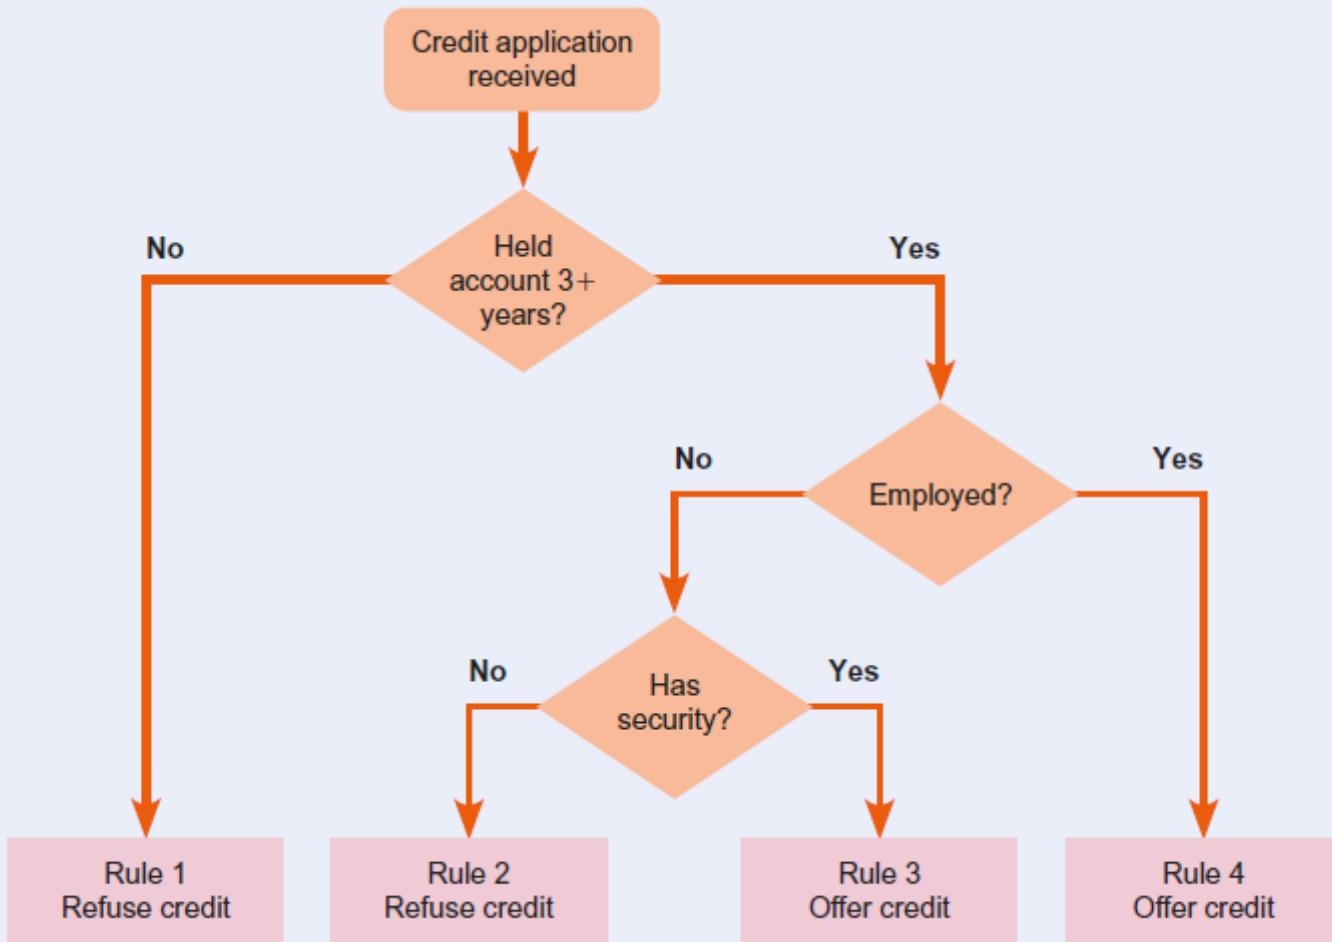 Credit application
received
No
Held
account 3+
years?
Yes
No
Employed?
Yes
No
Has
security?
Yes
Rule 1
Refuse credit
Rule 2
Refuse credit
Rule 3
Offer credit
Rule 4
Offer credit